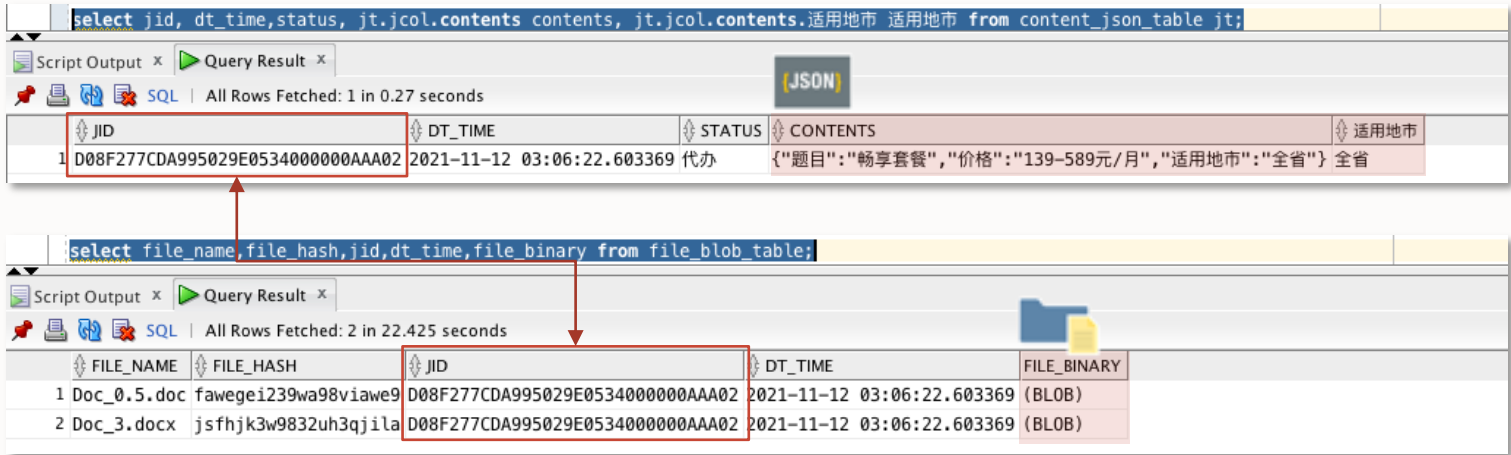 select jid, dt_time,status, jt.jcol.contents contents, jt.jcol.contents.适用地市 适用地市 from content_json_table jt;
Script Output x Query Result x
SQL | All Rows Fetched: 1 in 0.27 seconds
{JSON}
JID DT_TIME STATUS CONTENTS 适用地市
1 D08F277CDA995029E0534000000AAA02 2021-11-12 03:06:22.603369 代办 {"题目":"畅享套餐","价格":"139-589元/月","适用地市":"全省"} 全省
select file_name,file_hash,jid,dt_time,file_binary from file_blob_table;
Script Output x Query Result x
SQL | All Rows Fetched: 2 in 22.425 seconds
FILE_NAME FILE_HASH JID DT_TIME FILE_BINARY
1 Doc_0.5.doc fawegei239wa98viawe9 D08F277CDA995029E0534000000AAA02 2021-11-12 03:06:22.603369 (BLOB)
2 Doc_3.docx jsfhjk3w9832uh3qjila D08F277CDA995029E0534000000AAA02 2021-11-12 03:06:22.603369 (BLOB)